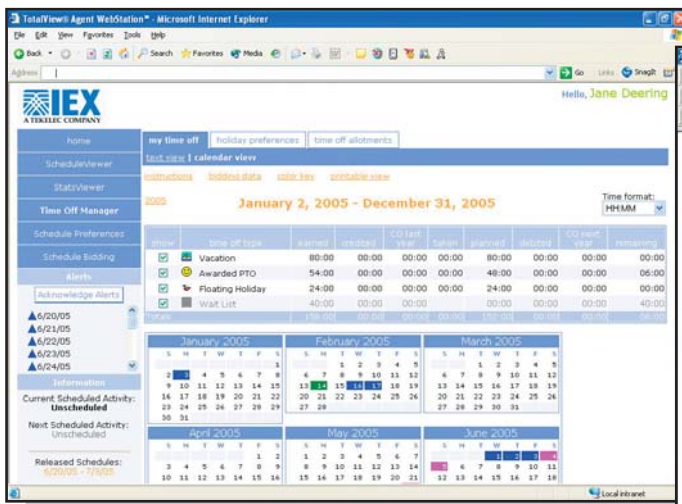 TotalView® Agent WebStation™ - Microsoft Internet Explorer
File Edit View Favorites Tools Help
Back Search Favorites Media
Address Go Links SnagIt
IEX
A TEKELEC COMPANY
Hello, Jane Deering
home
ScheduleViewer
StatsViewer
Time Off Manager
Schedule Preferences
Schedule Bidding
Alerts
Acknowledge Alerts
6/20/05
6/21/05
6/22/05
6/23/05
6/24/05
Information
Current Scheduled Activity:
Unscheduled
Next Scheduled Activity:
Unscheduled
Released Schedules:
6/20/05 - 7/3/05
my time off holiday preferences time off allotments
text view | calendar view
instructions bidding data color key printable view
2005 January 2, 2005 - December 31, 2005
Time format:
HH:MM
show time off type earned credited CO last year taken planned debited CO next year remaining
Vacation 80:00 00:00 00:00 00:00 80:00 00:00 00:00 00:00
Awarded PTO 54:00 00:00 00:00 00:00 48:00 00:00 00:00 06:00
Floating Holiday 24:00 00:00 00:00 00:00 24:00 00:00 00:00 00:00
Wait List 40:00 00:00 00:00 00:00 00:00 00:00 40:00
Totals 158:00 00:00 00:00 00:00 152:00 00:00 00:00 06:00
January 2005 February 2005 March 2005
S M T W T F S S M T W T F S S M T W T F S
1 1 2 3 4 5 1 2 3 4 5
2 3 4 5 6 7 8 6 7 8 9 10 11 12 6 7 8 9 10 11 12
9 10 11 12 13 14 15 13 14 15 16 17 18 19 13 14 15 16 17 18 19
16 17 18 19 20 21 22 20 21 22 23 24 25 26 20 21 22 23 24 25 26
23 24 25 26 27 28 29 27 28 27 28 29 30 31
30 31
April 2005 May 2005 June 2005
S M T W T F S S M T W T F S S M T W T F S
1 2 1 2 3 4 5 6 7 1 2 3 4
3 4 5 6 7 8 9 8 9 10 11 12 13 14 5 6 7 8 9 10 11
10 11 12 13 14 15 16 15 16 17 18 19 20 21 12 13 14 15 16 17 18
Local intranet